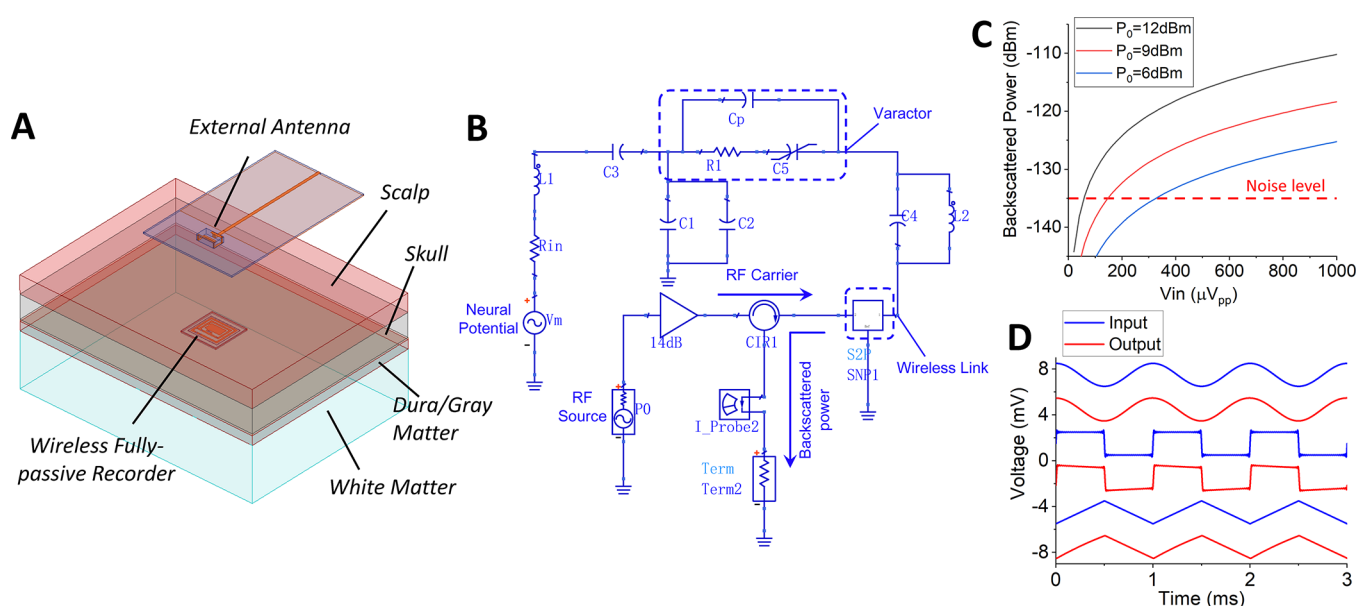 A
External Antenna
Scalp
Skull
Dura/Gray
Matter
White Matter
Wireless Fully-
passive Recorder
B
Cp
Varactor
R1
C5
C3
L1
C1
C2
C4
L2
Rin
Neural
Potential
Vm
RF Carrier
14dB
CIR1
S2P
SNP1
Wireless Link
RF
Source
P0
I_Probe2
Backscattered
power
Term
Term2
C
P₀=12dBm
P₀=9dBm
P₀=6dBm
Backscattered Power (dBm)
-110
-120
-130
-140
Noise level
0 200 400 600 800 1000
Vin (μVpp)
D
Input
Output
Voltage (mV)
8
4
0
-4
-8
0 1 2 3
Time (ms)